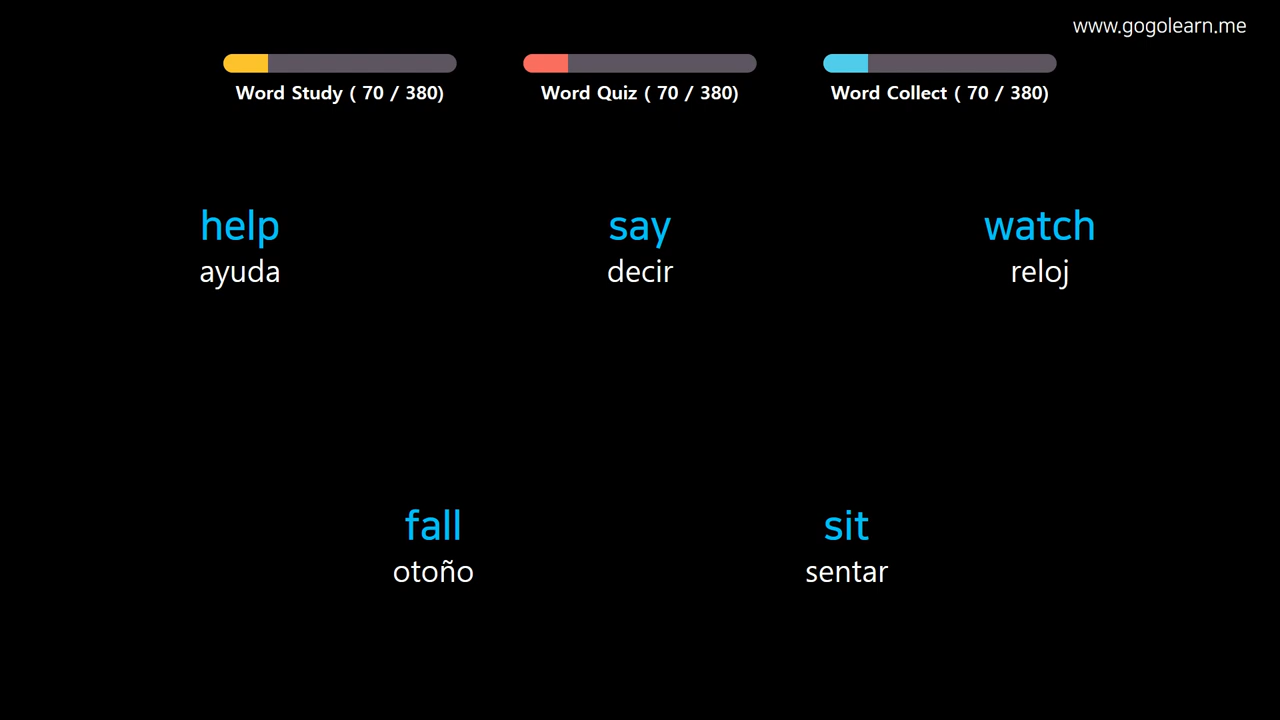 www.gogolearn.me
Word Study ( 70 / 380)
Word Quiz ( 70 / 380)
Word Collect ( 70 / 380)
help
ayuda
say
decir
watch
reloj
fall
otoño
sit
sentar